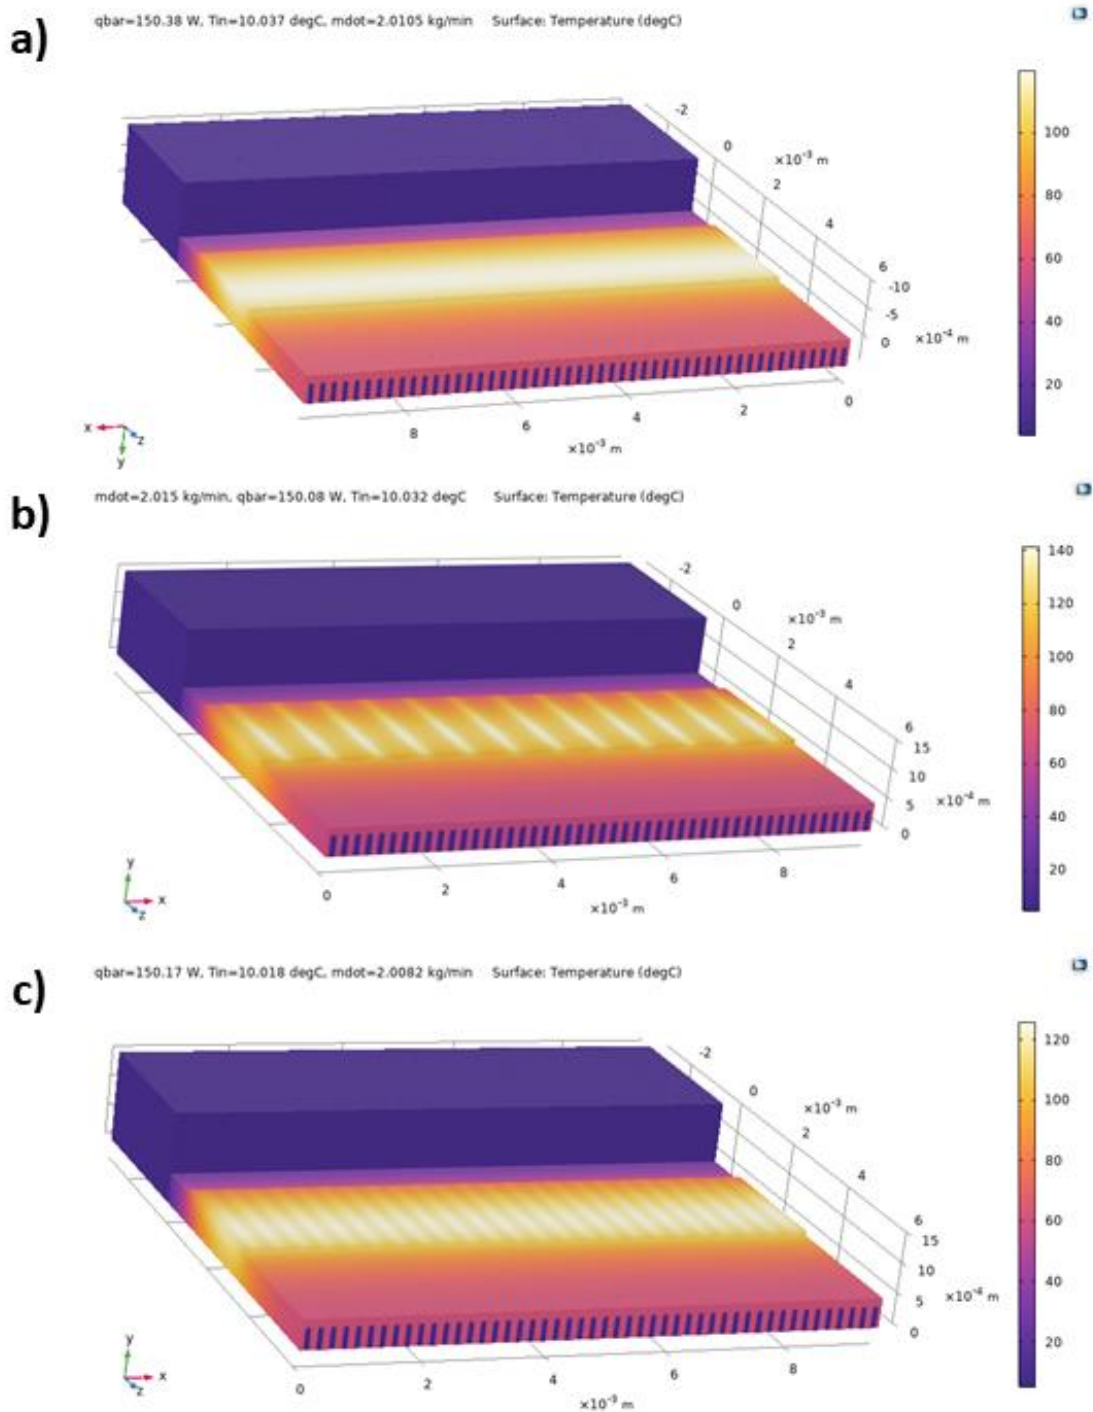 a)
qbar=150.38 W, Tin=10.037 degC, mdot=2.0105 kg/min Surface: Temperature (degC)
-2
0
×10⁻³ m
2
4
6
-10
-5
0
×10⁻⁴ m
8
6
4
2
0
×10⁻³ m
100
80
60
40
20
x
z
y
b)
mdot=2.015 kg/min, qbar=150.08 W, Tin=10.032 degC Surface: Temperature (degC)
-2
0
×10⁻³ m
2
4
6
15
10
5
0
×10⁻⁴ m
0
2
4
6
8
×10⁻³ m
140
120
100
80
60
40
20
y
x
z
c)
qbar=150.17 W, Tin=10.018 degC, mdot=2.0082 kg/min Surface: Temperature (degC)
-2
0
×10⁻³ m
2
4
6
15
10
5
0
×10⁻⁴ m
0
2
4
6
8
×10⁻³ m
120
100
80
60
40
20
y
x
z